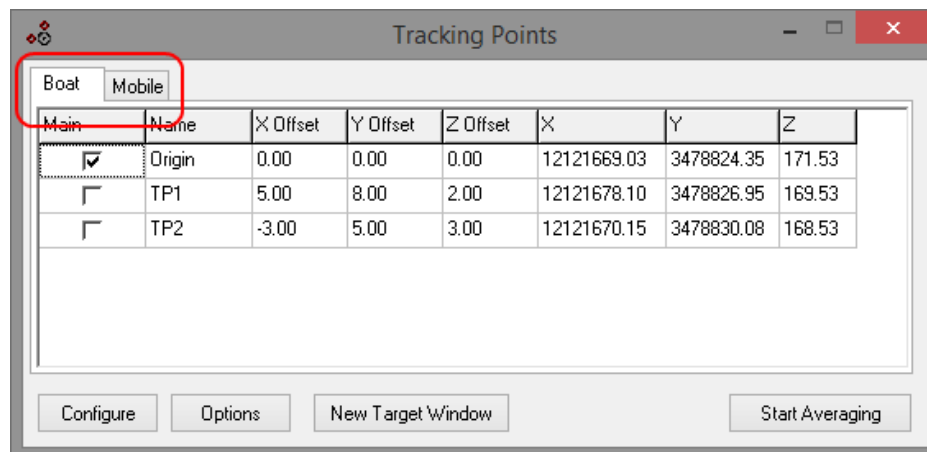 Tracking Points
Boat Mobile
Main Name X Offset Y Offset Z Offset X Y Z
Origin 0.00 0.00 0.00 12121669.03 3478824.35 171.53
TP1 5.00 8.00 2.00 12121678.10 3478826.95 169.53
TP2 -3.00 5.00 3.00 12121670.15 3478830.08 168.53
Configure Options New Target Window Start Averaging